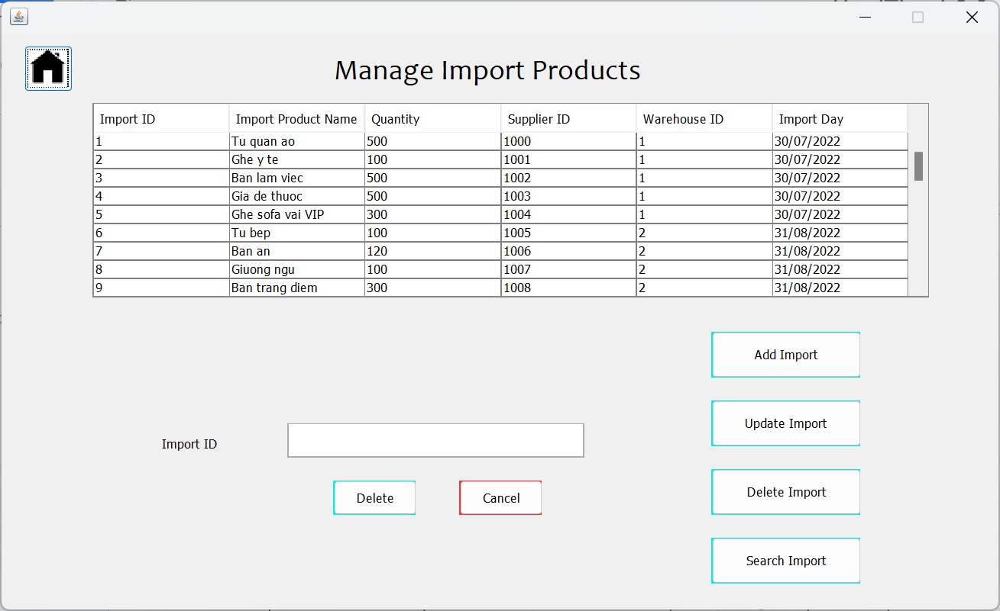 Manage Import Products
Import ID Import Product Name Quantity Supplier ID Warehouse ID Import Day
1 Tu quan ao 500 1000 1 30/07/2022
2 Ghe y te 100 1001 1 30/07/2022
3 Ban lam viec 500 1002 1 30/07/2022
4 Gia de thuoc 500 1003 1 30/07/2022
5 Ghe sofa vai VIP 300 1004 1 30/07/2022
6 Tu bep 100 1005 2 31/08/2022
7 Ban an 120 1006 2 31/08/2022
8 Giuong ngu 100 1007 2 31/08/2022
9 Ban trang diem 300 1008 2 31/08/2022
Add Import
Update Import
Import ID
Delete Import
Delete Cancel
Search Import